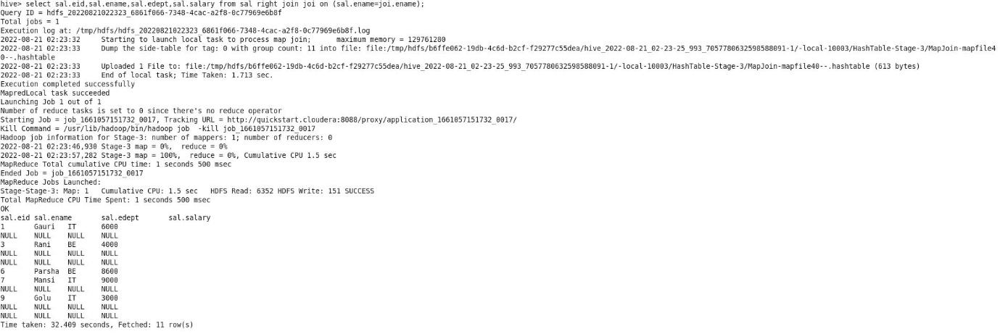 hive> select sal.eid,sal.ename,sal.edept,sal.salary from sal right join joi on (sal.ename=joi.ename);
Query ID = hdfs_20220821022323_6861f066-7348-4cac-a2f8-0c77969e6b8f
Total jobs = 1
Execution log at: /tmp/hdfs/hdfs_20220821022323_6861f066-7348-4cac-a2f8-0c77969e6b8f.log
2022-08-21 02:23:32     Starting to launch local task to process map join;      maximum memory = 129761280
2022-08-21 02:23:33     Dump the side-table for tag: 0 with group count: 11 into file: file:/tmp/hdfs/b6ffe062-19db-4c6d-b2cf-f29277c55dea/hive_2022-08-21_02-23-25_993_7057780632598588091-1/-local-10003/HashTable-Stage-3/MapJoin-mapfile4
0--.hashtable
2022-08-21 02:23:33     Uploaded 1 File to: file:/tmp/hdfs/b6ffe062-19db-4c6d-b2cf-f29277c55dea/hive_2022-08-21_02-23-25_993_7057780632598588091-1/-local-10003/HashTable-Stage-3/MapJoin-mapfile40--.hashtable (613 bytes)
2022-08-21 02:23:33     End of local task; Time Taken: 1.713 sec.
Execution completed successfully
MapredLocal task succeeded
Launching Job 1 out of 1
Number of reduce tasks is set to 0 since there's no reduce operator
Starting Job = job_1661057151732_0017, Tracking URL = http://quickstart.cloudera:8088/proxy/application_1661057151732_0017/
Kill Command = /usr/lib/hadoop/bin/hadoop job  -kill job_1661057151732_0017
Hadoop job information for Stage-3: number of mappers: 1; number of reducers: 0
2022-08-21 02:23:46,930 Stage-3 map = 0%,  reduce = 0%
2022-08-21 02:23:57,282 Stage-3 map = 100%,  reduce = 0%, Cumulative CPU 1.5 sec
MapReduce Total cumulative CPU time: 1 seconds 500 msec
Ended Job = job_1661057151732_0017
MapReduce Jobs Launched:
Stage-Stage-3: Map: 1   Cumulative CPU: 1.5 sec   HDFS Read: 6352 HDFS Write: 151 SUCCESS
Total MapReduce CPU Time Spent: 1 seconds 500 msec
OK
sal.eid sal.ename       sal.edept       sal.salary
1       Gauri   IT      6000
NULL    NULL    NULL    NULL
3       Rani    BE      4000
NULL    NULL    NULL    NULL
NULL    NULL    NULL    NULL
6       Parsha  BE      8600
7       Mansi   IT      9000
NULL    NULL    NULL    NULL
9       Golu    IT      3000
NULL    NULL    NULL    NULL
NULL    NULL    NULL    NULL
Time taken: 32.409 seconds, Fetched: 11 row(s)